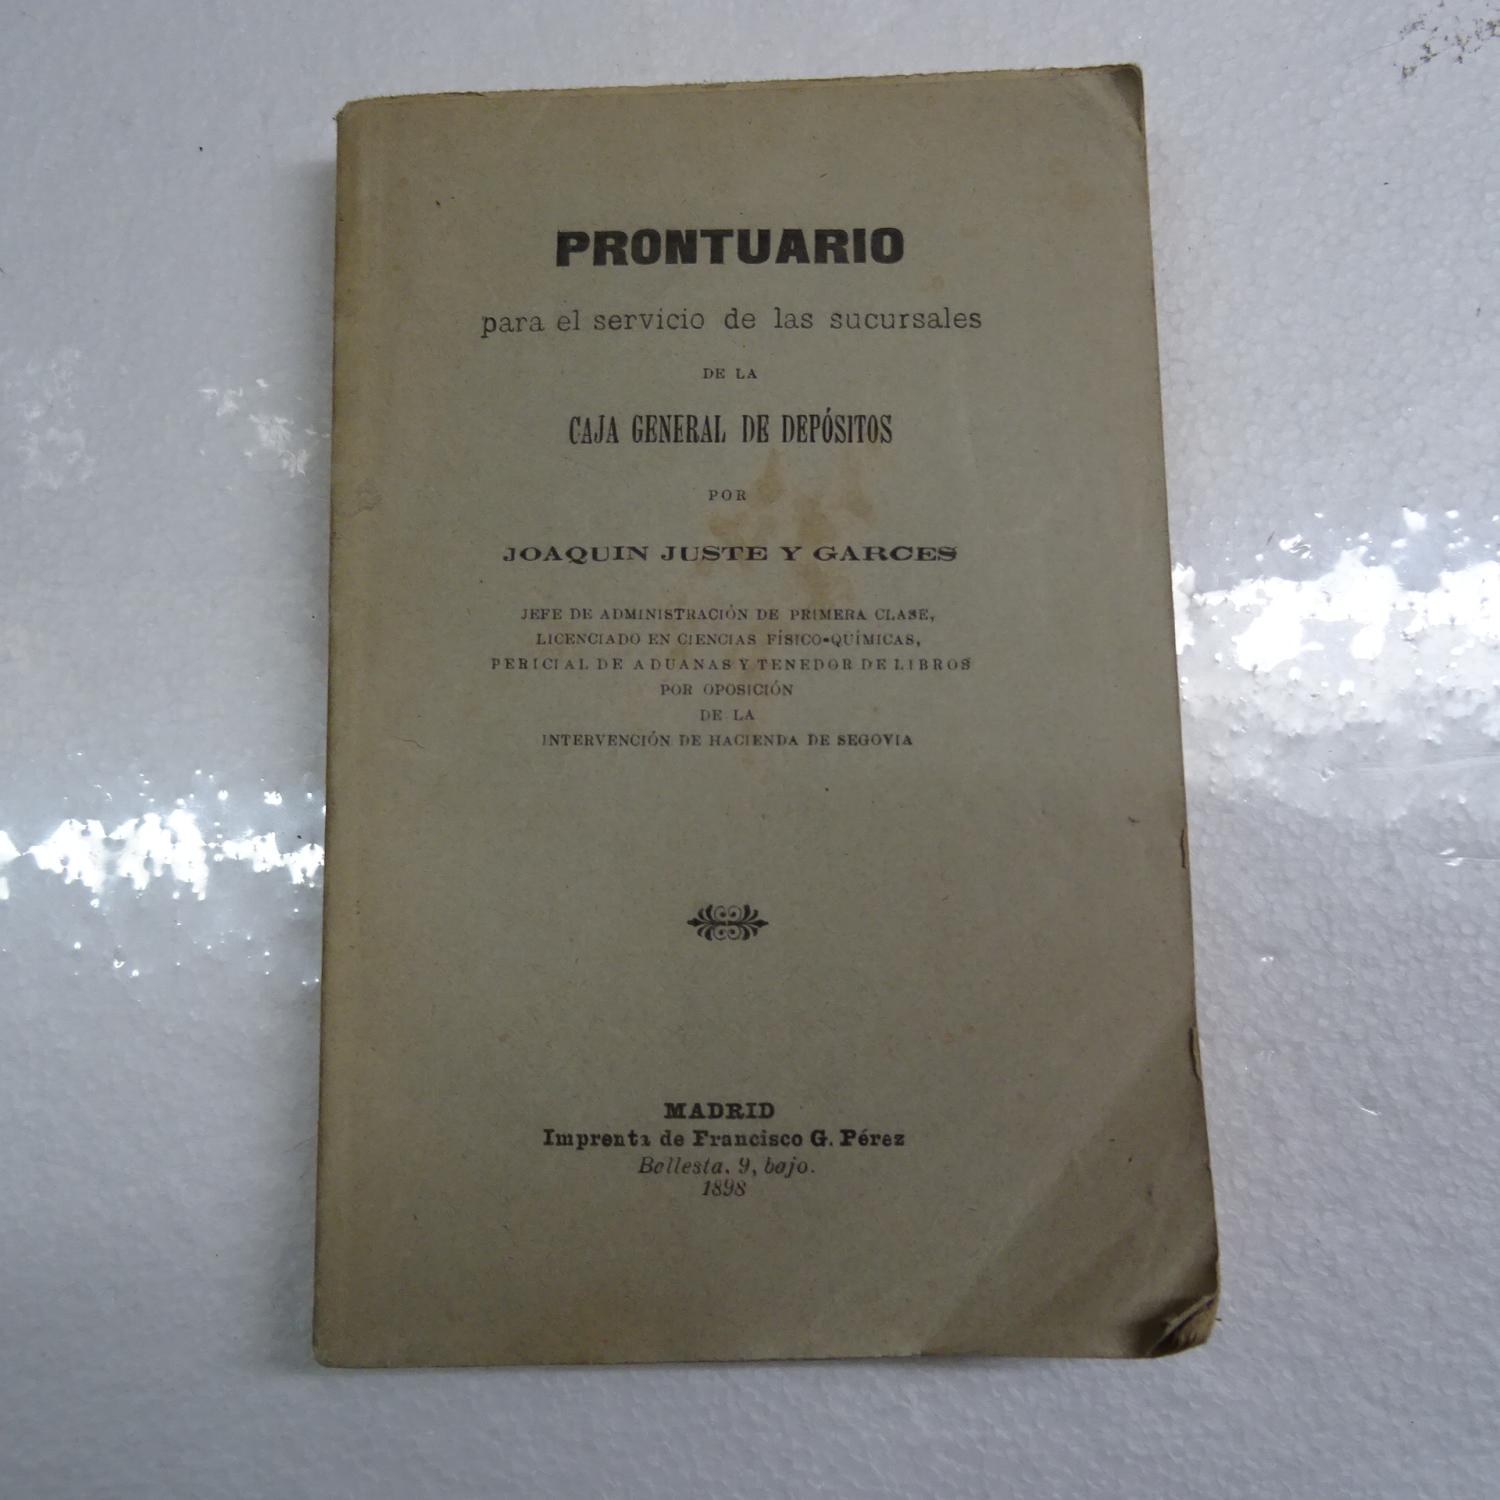 PRONTUARIO
para el servicio de las sucursales
DE LA
CAJA GENERAL DE DEPÓSITOS
POR
JOAQUIN JUSTE Y GARCES
JEFE DE ADMINISTRACIÓN DE PRIMERA CLASE,
LICENCIADO EN CIENCIAS FÍSICO-QUÍMICAS,
PERICIAL DE ADUANAS Y TENEDOR DE LIBROS
POR OPOSICIÓN
DE LA
INTERVENCIÓN DE HACIENDA DE SEGOVIA
MADRID
Imprenta de Francisco G. Pérez
Ballesta, 9, bajo.
1898